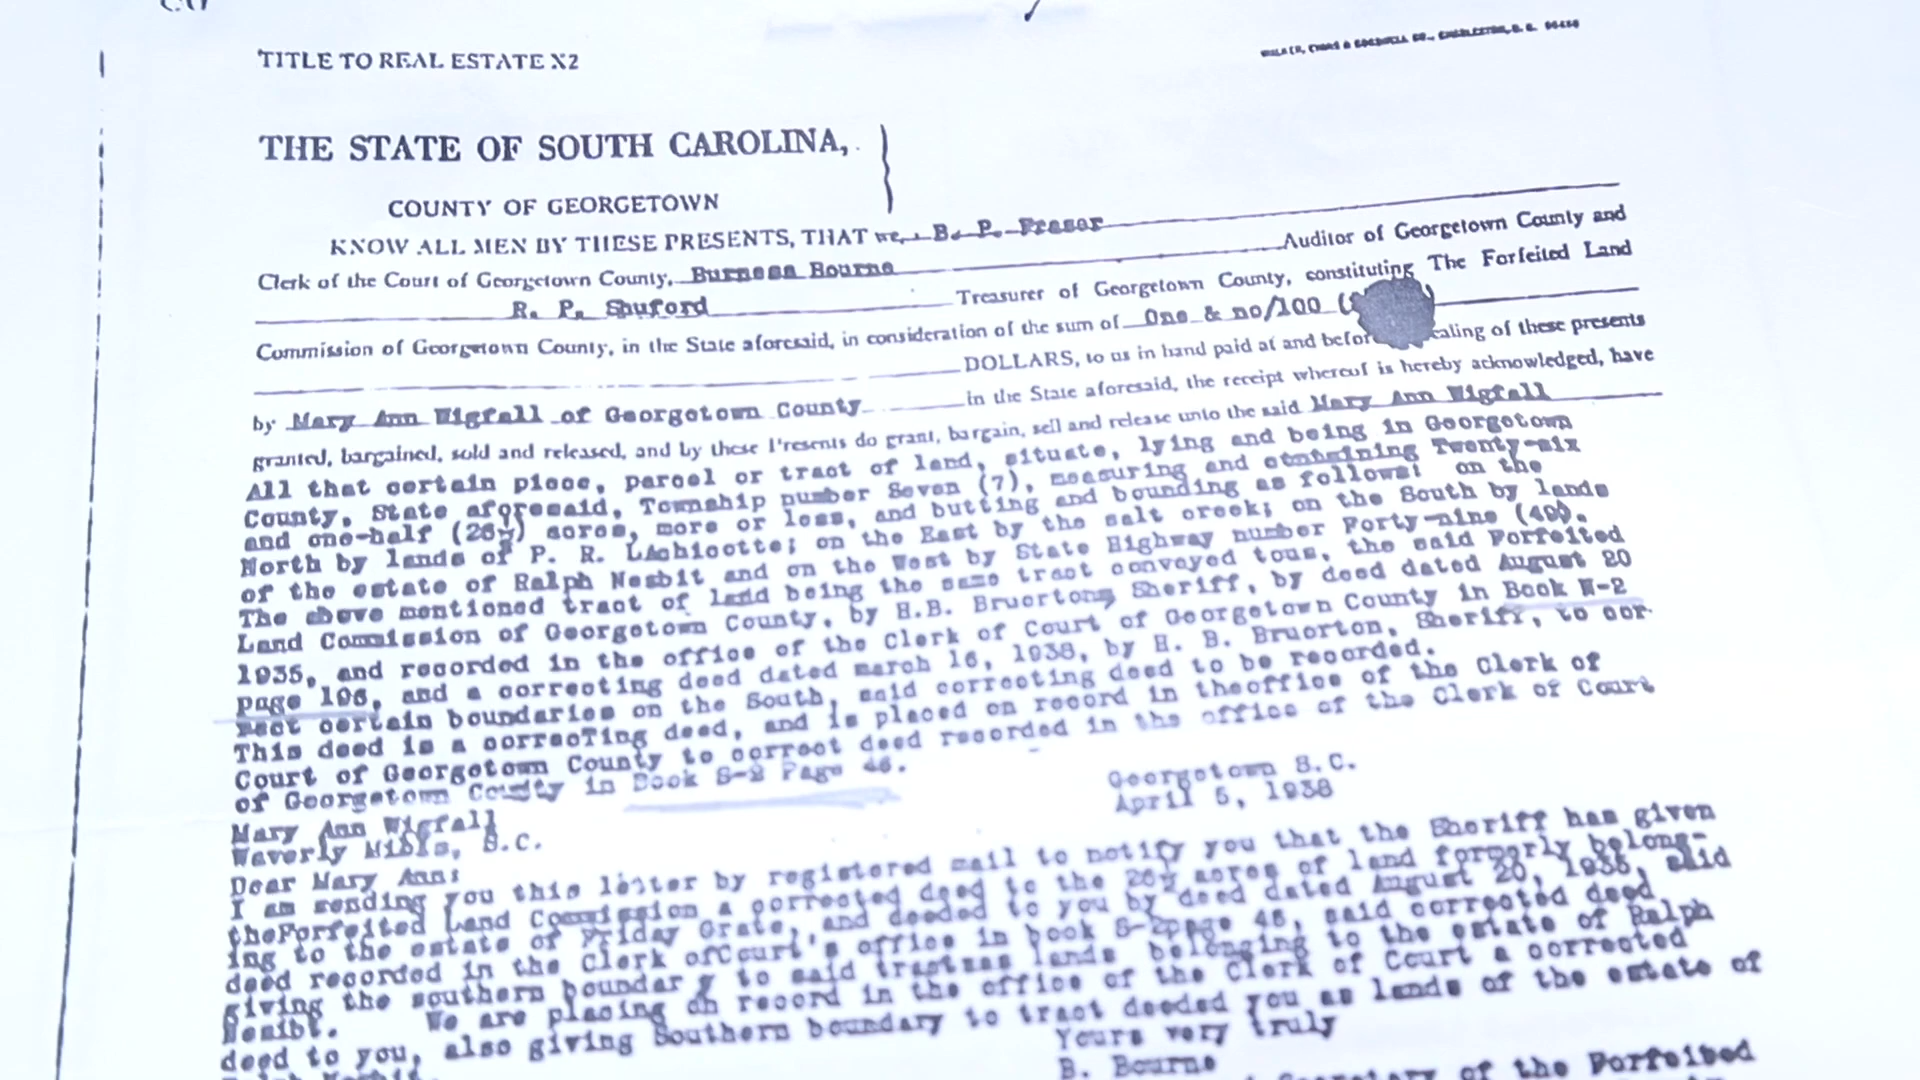 TITLE TO REAL ESTATE X2
THE STATE OF SOUTH CAROLINA,
COUNTY OF GEORGETOWN
KNOW ALL MEN BY THESE PRESENTS, THAT we, B. P. Fraser
Clerk of the Court of Georgetown County, Burness Bourne Auditor of Georgetown County and
R. P. Shuford Treasurer of Georgetown County, constituting The Forfeited Land
Commission of Georgetown County, in the State aforesaid, in consideration of the sum of One & no/100 (
DOLLARS, to us in hand paid at and before ealing of these presents
by Mary Ann Wigfall of Georgetown County in the State aforesaid, the receipt whereof is hereby acknowledged, have
granted, bargained, sold and released, and by these Presents do grant, bargain, sell and release unto the said Mary Ann Wigfall
All that certain piece, parcel or tract of land, situate, lying and being in Georgetown
County, State aforesaid, Township number Seven (7), measuring and containing Twenty-six
and one-half (26½) acres, more or less, and butting and bounding as follows: on the
North by lands of P. R. LAchicotte; on the East by the salt creek; on the South by lands
of the estate of Ralph Nesbit and on the West by State Highway number Forty-nine (49).
The above mentioned tract of land being the same tract conveyed tous, the said Forfeited
Land Commission of Georgetown County, by H.B. Bruorton, Sheriff, by deed dated August 20
1935, and recorded in the office of the Clerk of Court of Georgetown County in Book N-2
page 196, and a correcting deed dated march 16, 1938, by H. B. Bruorton, Sheriff, to cor-
rect certain boundaries on the South, said correcting deed to be recorded.
This deed is a correcTing deed, and is placed on record in theoffice of the Clerk of
Court of Georgetown County to correct deed recorded in the office of the Clerk of Court
of Georgetown County in Book S-2 Page 46.
Georgetown S.C.
April 5, 1938
Mary Ann Wigfall
Waverly Mills, S.C.
Dear Mary Ann:
I am sending you this letter by registered mail to notify you that the Sheriff has given
theForfeited Land Commission a corrected deed to the 26½ acres of land formerly belong-
ing to the estate of Friday Grate, and deeded to you by deed dated August 20, 1935, said
deed recorded in the Clerk ofCourt's office in book S-2page 46, said corrected deed
giving the southern boundary to said tract lands belonging to the estate of Ralph
Nesibt. We are placing on record in the office of the Clerk of Court a corrected
deed to you, also giving Southern boundary to tract deeded you as lands of the estate of
Ralph Nesbit.
Yours very truly
B. Bourne
Secretary of the Forfeited